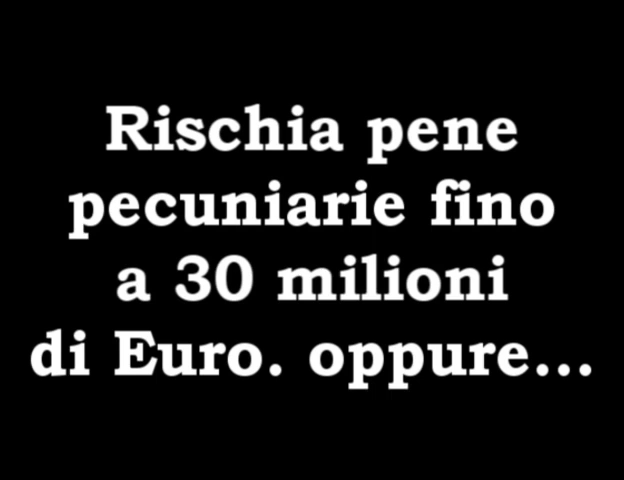 Rischia pene
pecuniarie fino
a 30 milioni
di Euro. oppure...